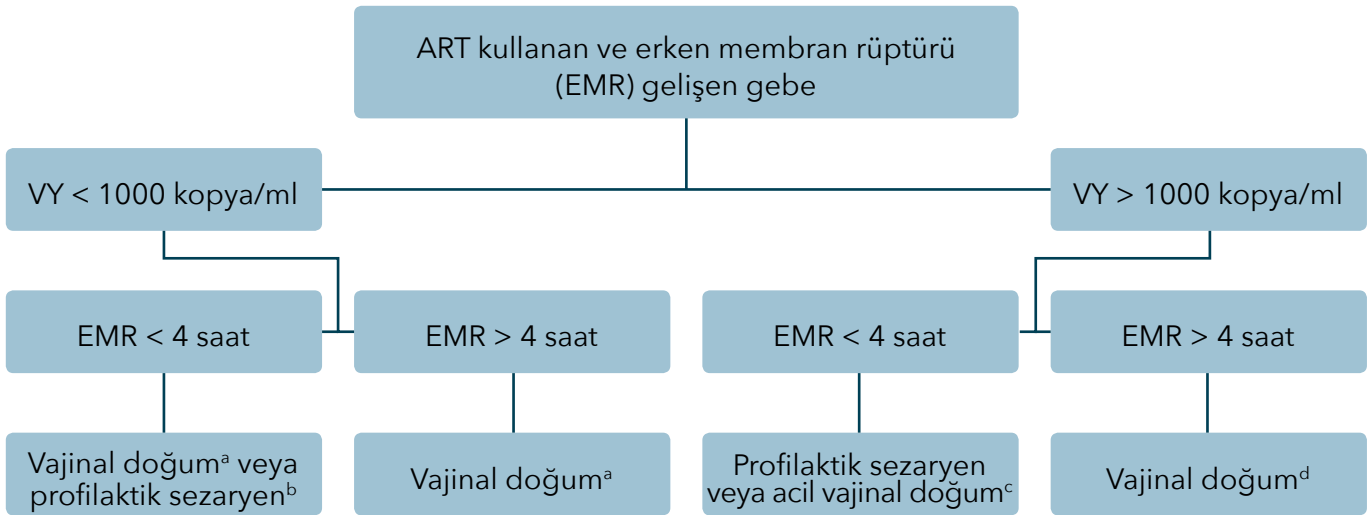 ART kullanan ve erken membran rüptürü
(EMR) gelişen gebe
VY < 1000 kopya/ml
VY > 1000 kopya/ml
EMR < 4 saat
EMR > 4 saat
EMR < 4 saat
EMR > 4 saat
Vajinal doğumᵃ veya
profilaktik sezaryenᵇ
Vajinal doğumᵃ
Profilaktik sezaryen
veya acil vajinal doğumᶜ
Vajinal doğumᵈ